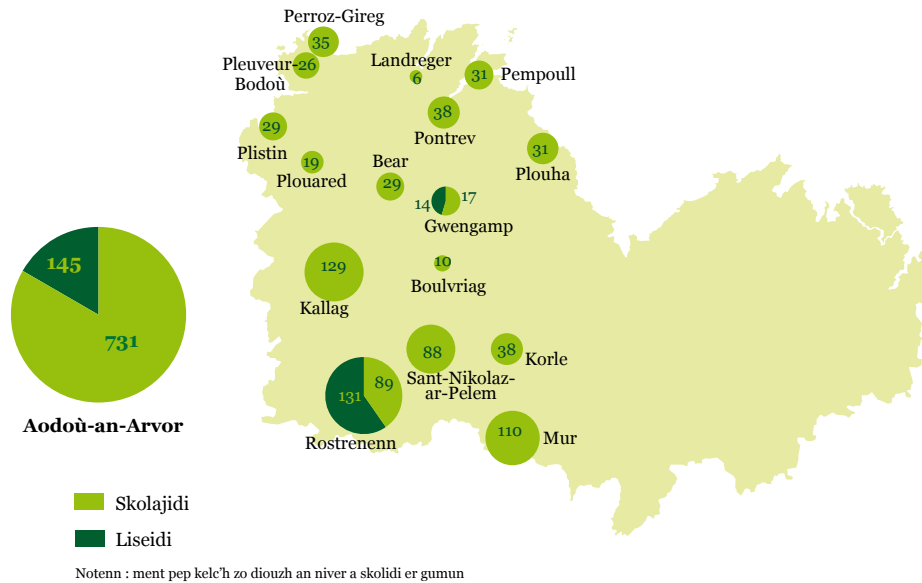 Perroz-Gireg
35
Pleuveur-
Bodoù
26
Landreger
6
31
Pempoull
38
Pontrev
29
Plistin
19
Plouared
Bear
29
31
Plouha
14
17
Gwengamp
129
Kallag
10
Boulvriag
145
731
Aodoù-an-Arvor
88
Sant-Nikolaz-
ar-Pelem
38
Korle
131
89
Rostrenenn
110
Mur
Skolajidi
Liseidi
Notenn : ment pep kelc'h zo diouzh an niver a skolidi er gumun